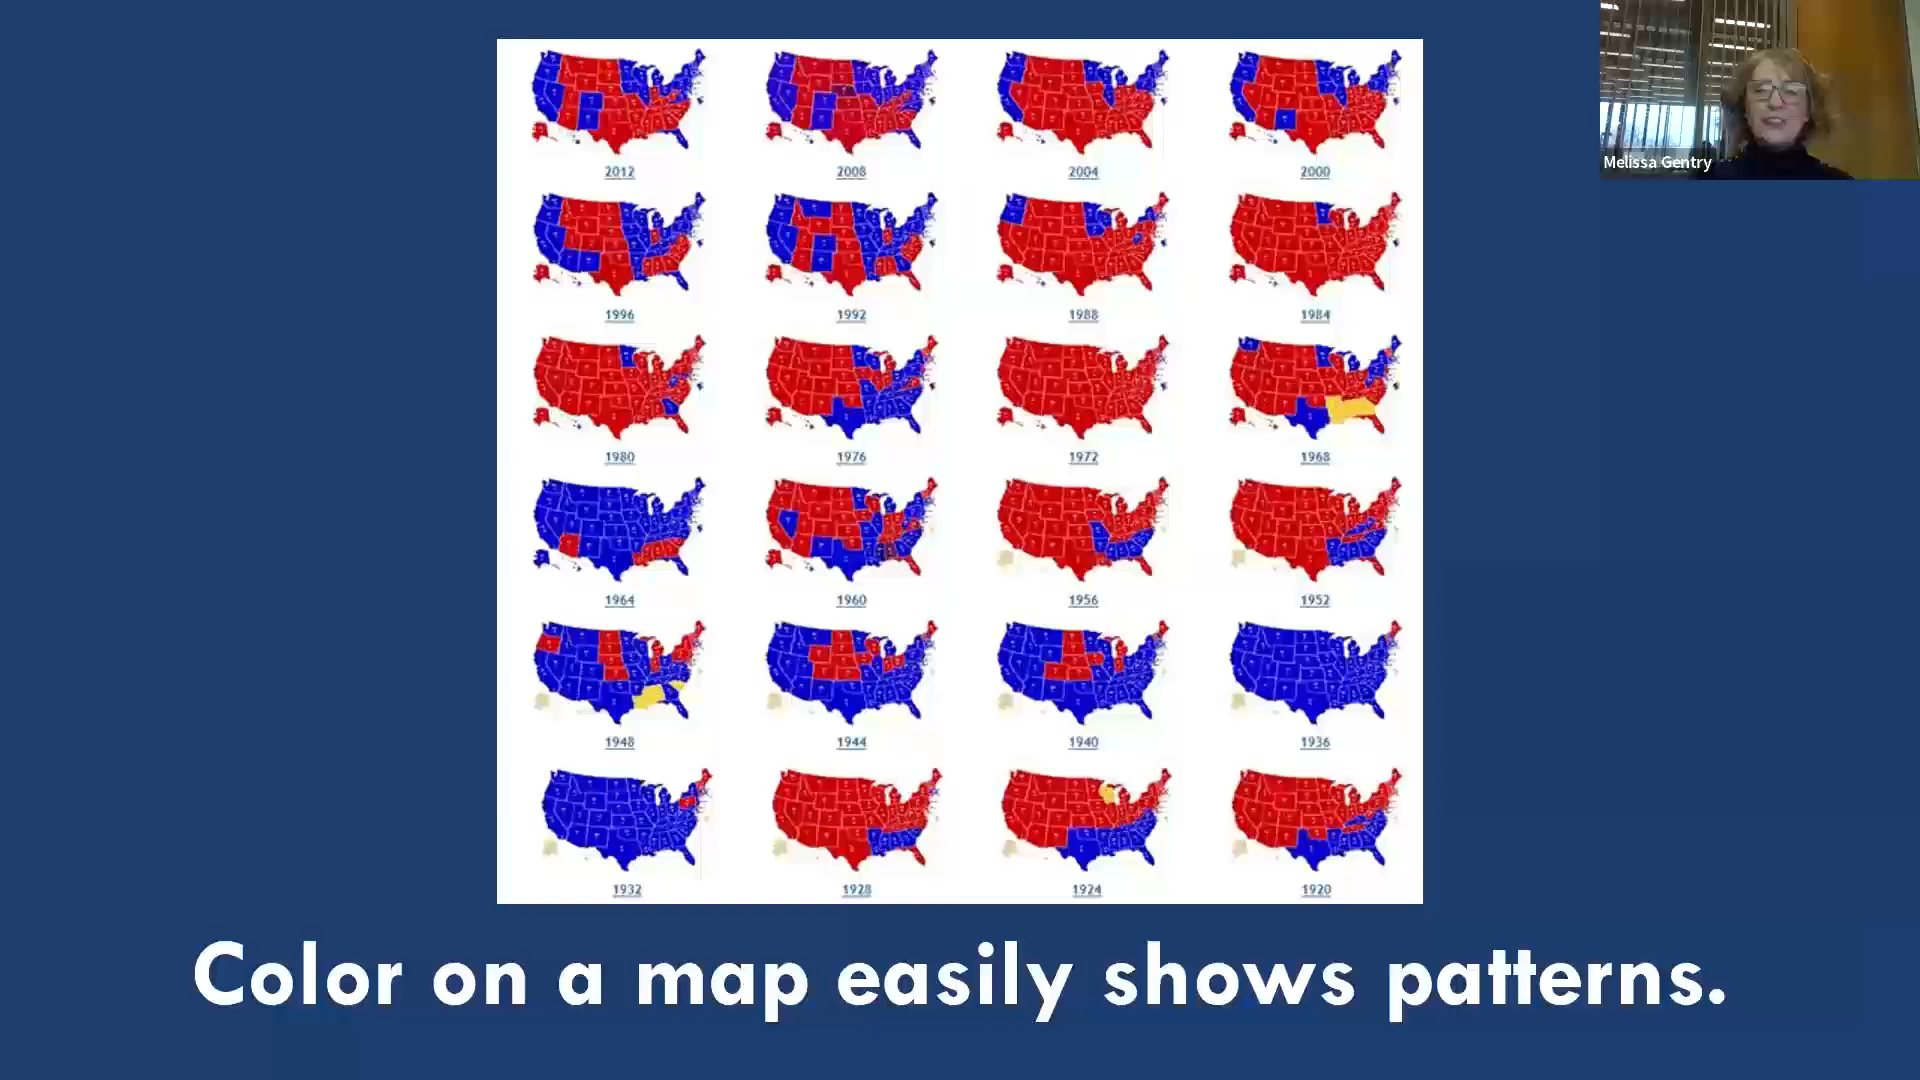 Melissa Gentry
2012 2008 2004 2000
1996 1992 1988 1984
1980 1976 1972 1968
1964 1960 1956 1952
1948 1944 1940 1936
1932 1928 1924 1920
Color on a map easily shows patterns.